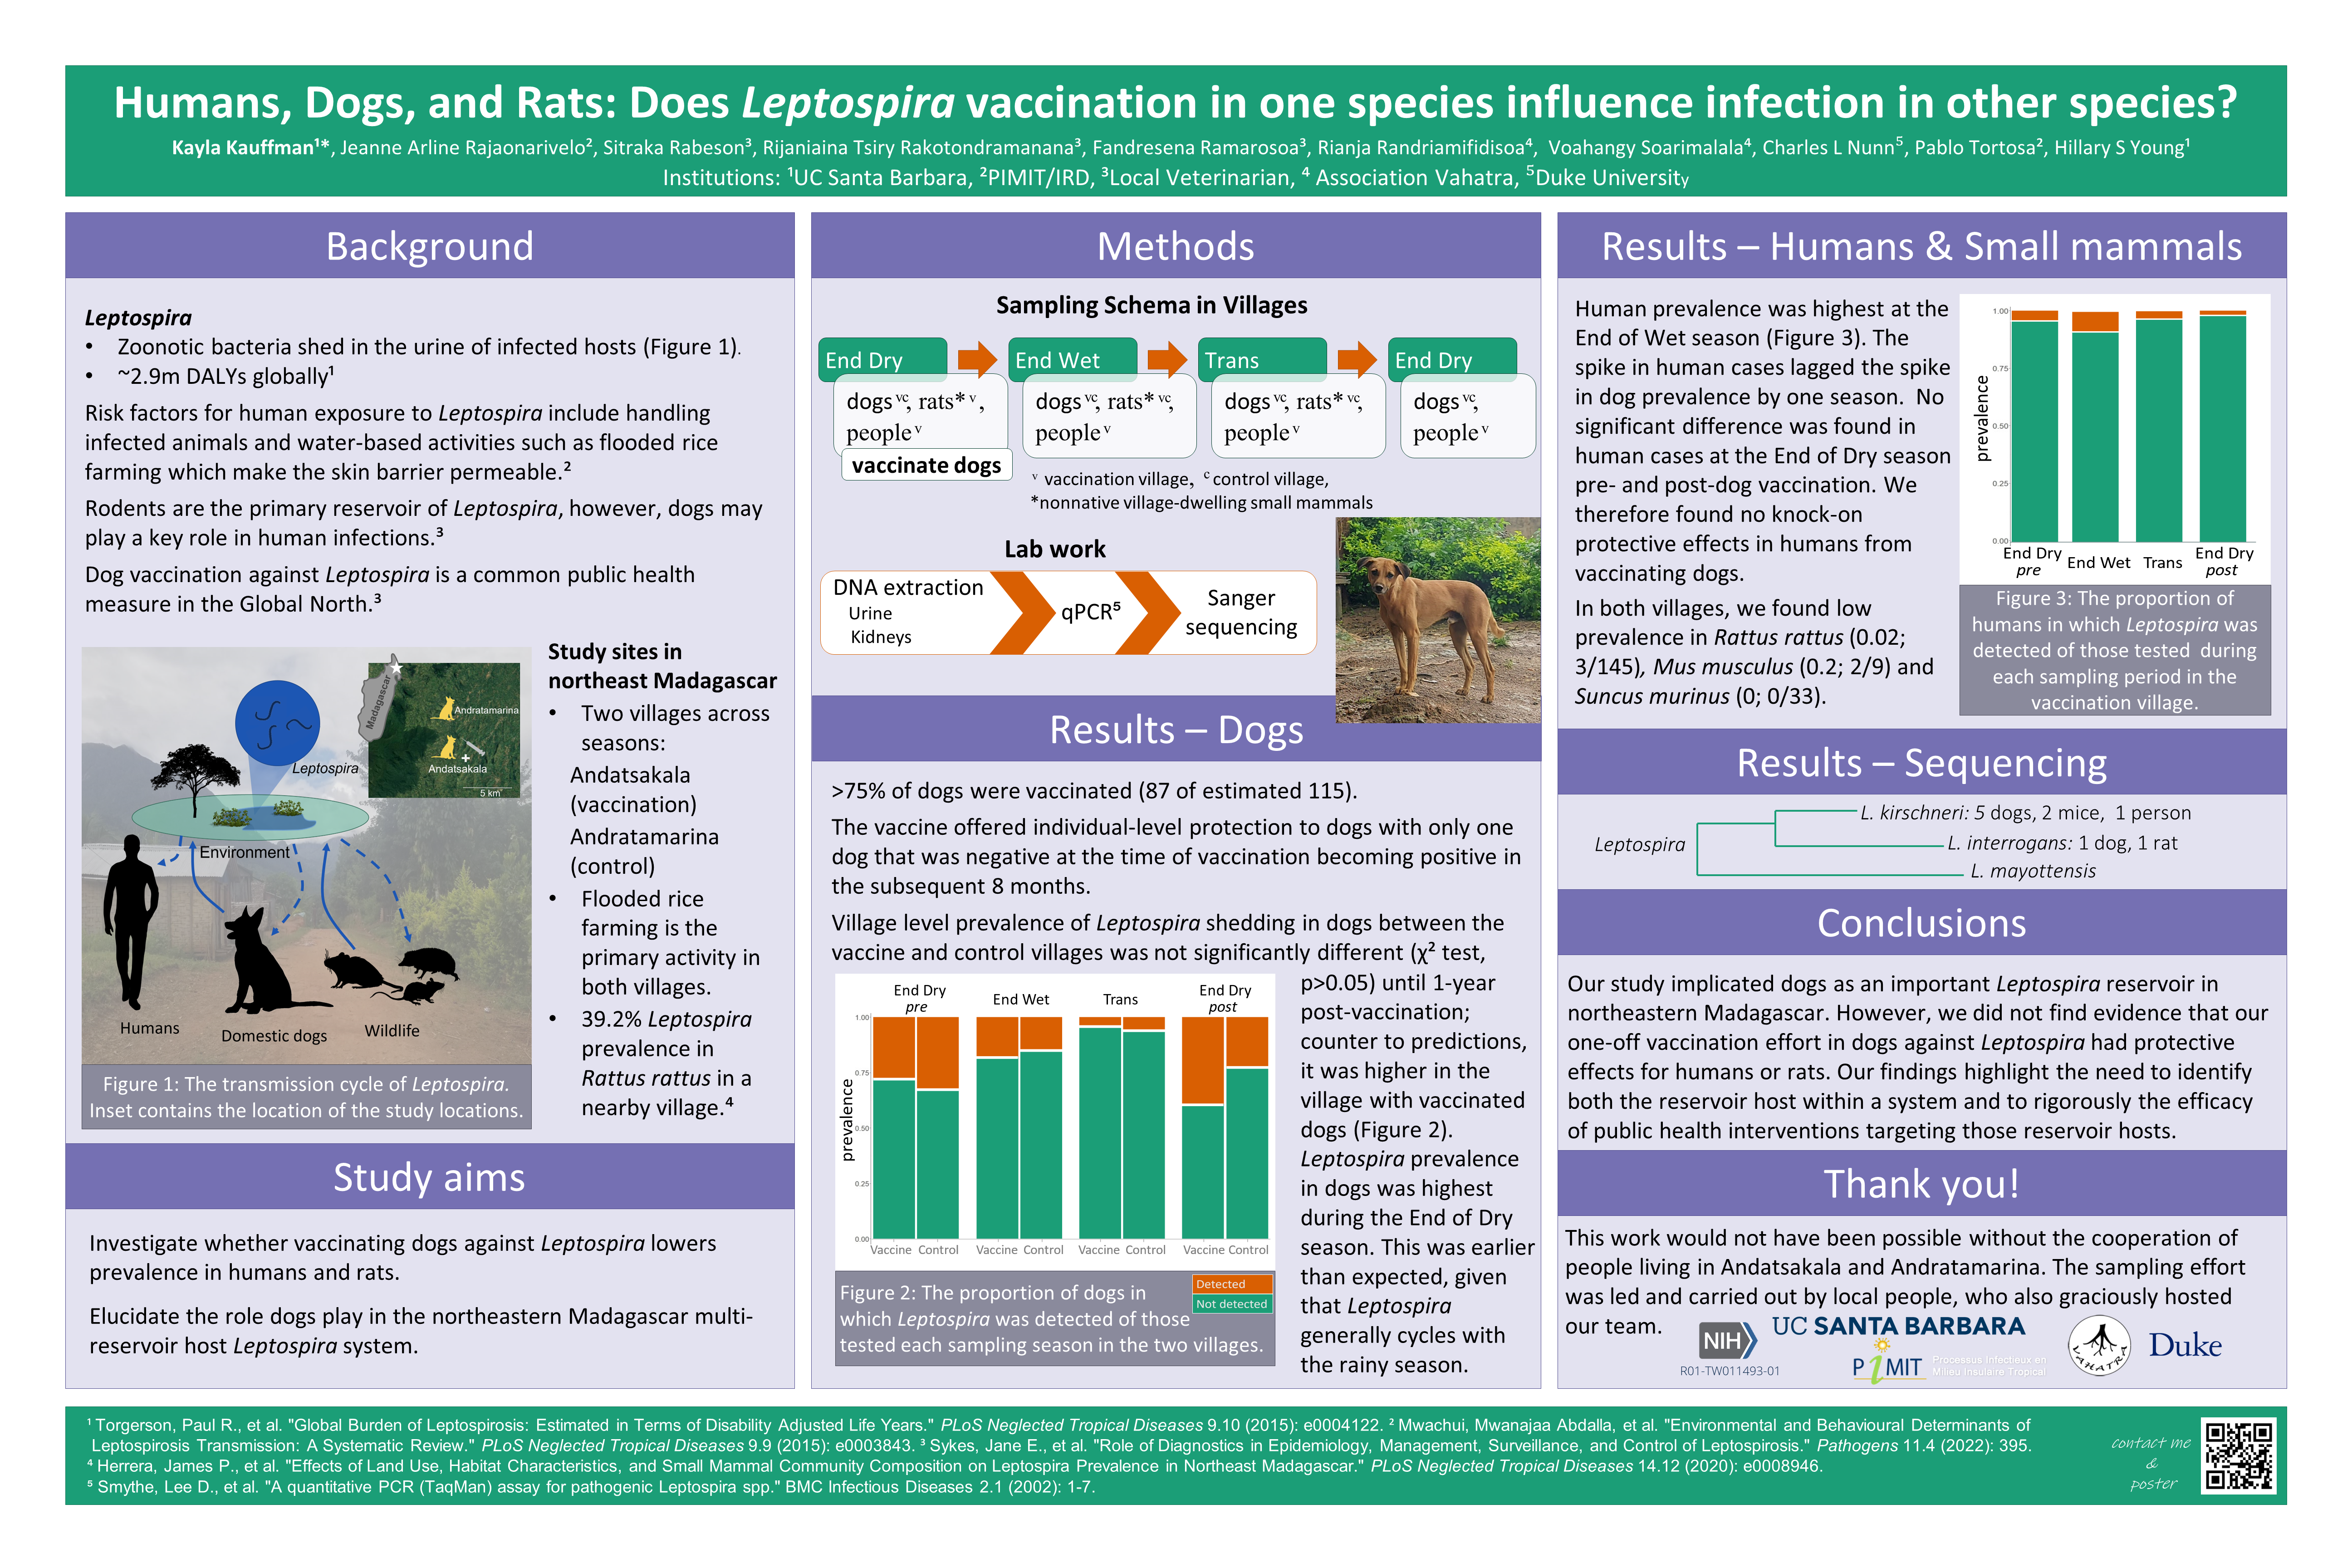 Humans, Dogs, and Rats: Does Leptospira vaccination in one species influence infection in other species?
Kayla Kauffman¹*, Jeanne Arline Rajaonarivelo², Sitraka Rabeson³, Rijaniaina Tsiry Rakotondramanana³, Fandresena Ramarosoa³, Rianja Randriamifidisoa⁴, Voahangy Soarimalala⁴, Charles L Nunn⁵, Pablo Tortosa², Hillary S Young¹
Institutions: ¹UC Santa Barbara, ²PIMIT/IRD, ³Local Veterinarian, ⁴ Association Vahatra, ⁵Duke University
Background
Leptospira
• Zoonotic bacteria shed in the urine of infected hosts (Figure 1).
• ~2.9m DALYs globally¹
Risk factors for human exposure to Leptospira include handling
infected animals and water-based activities such as flooded rice
farming which make the skin barrier permeable.²
Rodents are the primary reservoir of Leptospira, however, dogs may
play a key role in human infections.³
Dog vaccination against Leptospira is a common public health
measure in the Global North.³
Madagascar
Andratamarina
Andatsakala
5 km
Leptospira
Environment
Humans
Domestic dogs
Wildlife
Figure 1: The transmission cycle of Leptospira.
Inset contains the location of the study locations.
Study sites in
northeast Madagascar
• Two villages across
seasons:
Andatsakala
(vaccination)
Andratamarina
(control)
• Flooded rice
farming is the
primary activity in
both villages.
• 39.2% Leptospira
prevalence in
Rattus rattus in a
nearby village.⁴
Study aims
Investigate whether vaccinating dogs against Leptospira lowers
prevalence in humans and rats.
Elucidate the role dogs play in the northeastern Madagascar multi-
reservoir host Leptospira system.
Methods
Sampling Schema in Villages
End Dry
dogs ᵛᶜ, rats* ᵛ,
people ᵛ
vaccinate dogs
End Wet
dogs ᵛᶜ, rats* ᵛᶜ,
people ᵛ
Trans
dogs ᵛᶜ, rats* ᵛᶜ,
people ᵛ
End Dry
dogs ᵛᶜ,
people ᵛ
ᵛ vaccination village, ᶜ control village,
*nonnative village-dwelling small mammals
Lab work
DNA extraction
Urine
Kidneys
qPCR⁵
Sanger
sequencing
Results – Dogs
>75% of dogs were vaccinated (87 of estimated 115).
The vaccine offered individual-level protection to dogs with only one
dog that was negative at the time of vaccination becoming positive in
the subsequent 8 months.
Village level prevalence of Leptospira shedding in dogs between the
vaccine and control villages was not significantly different (χ² test,
p>0.05) until 1-year
post-vaccination;
counter to predictions,
it was higher in the
village with vaccinated
dogs (Figure 2).
Leptospira prevalence
in dogs was highest
during the End of Dry
season. This was earlier
than expected, given
that Leptospira
generally cycles with
the rainy season.
End Dry
pre
End Wet
Trans
End Dry
post
prevalence
1.00
0.75
0.50
0.25
0.00
Vaccine Control
Vaccine Control
Vaccine Control
Vaccine Control
Detected
Not detected
Figure 2: The proportion of dogs in
which Leptospira was detected of those
tested each sampling season in the two villages.
Results – Humans & Small mammals
Human prevalence was highest at the
End of Wet season (Figure 3). The
spike in human cases lagged the spike
in dog prevalence by one season. No
significant difference was found in
human cases at the End of Dry season
pre- and post-dog vaccination. We
therefore found no knock-on
protective effects in humans from
vaccinating dogs.
In both villages, we found low
prevalence in Rattus rattus (0.02;
3/145), Mus musculus (0.2; 2/9) and
Suncus murinus (0; 0/33).
prevalence
1.00
0.75
0.50
0.25
0.00
End Dry
pre
End Wet
Trans
End Dry
post
Figure 3: The proportion of
humans in which Leptospira was
detected of those tested during
each sampling period in the
vaccination village.
Results – Sequencing
Leptospira
L. kirschneri: 5 dogs, 2 mice, 1 person
L. interrogans: 1 dog, 1 rat
L. mayottensis
Conclusions
Our study implicated dogs as an important Leptospira reservoir in
northeastern Madagascar. However, we did not find evidence that our
one-off vaccination effort in dogs against Leptospira had protective
effects for humans or rats. Our findings highlight the need to identify
both the reservoir host within a system and to rigorously the efficacy
of public health interventions targeting those reservoir hosts.
Thank you!
This work would not have been possible without the cooperation of
people living in Andatsakala and Andratamarina. The sampling effort
was led and carried out by local people, who also graciously hosted
our team.
NIH
R01-TW011493-01
UC SANTA BARBARA
PiMIT
Processus Infectieux en
Milieu Insulaire Tropical
VAHATRA
Duke
¹ Torgerson, Paul R., et al. "Global Burden of Leptospirosis: Estimated in Terms of Disability Adjusted Life Years." PLoS Neglected Tropical Diseases 9.10 (2015): e0004122. ² Mwachui, Mwanajaa Abdalla, et al. "Environmental and Behavioural Determinants of
Leptospirosis Transmission: A Systematic Review." PLoS Neglected Tropical Diseases 9.9 (2015): e0003843. ³ Sykes, Jane E., et al. "Role of Diagnostics in Epidemiology, Management, Surveillance, and Control of Leptospirosis." Pathogens 11.4 (2022): 395.
⁴ Herrera, James P., et al. "Effects of Land Use, Habitat Characteristics, and Small Mammal Community Composition on Leptospira Prevalence in Northeast Madagascar." PLoS Neglected Tropical Diseases 14.12 (2020): e0008946.
⁵ Smythe, Lee D., et al. "A quantitative PCR (TaqMan) assay for pathogenic Leptospira spp." BMC Infectious Diseases 2.1 (2002): 1-7.
contact me
&
poster